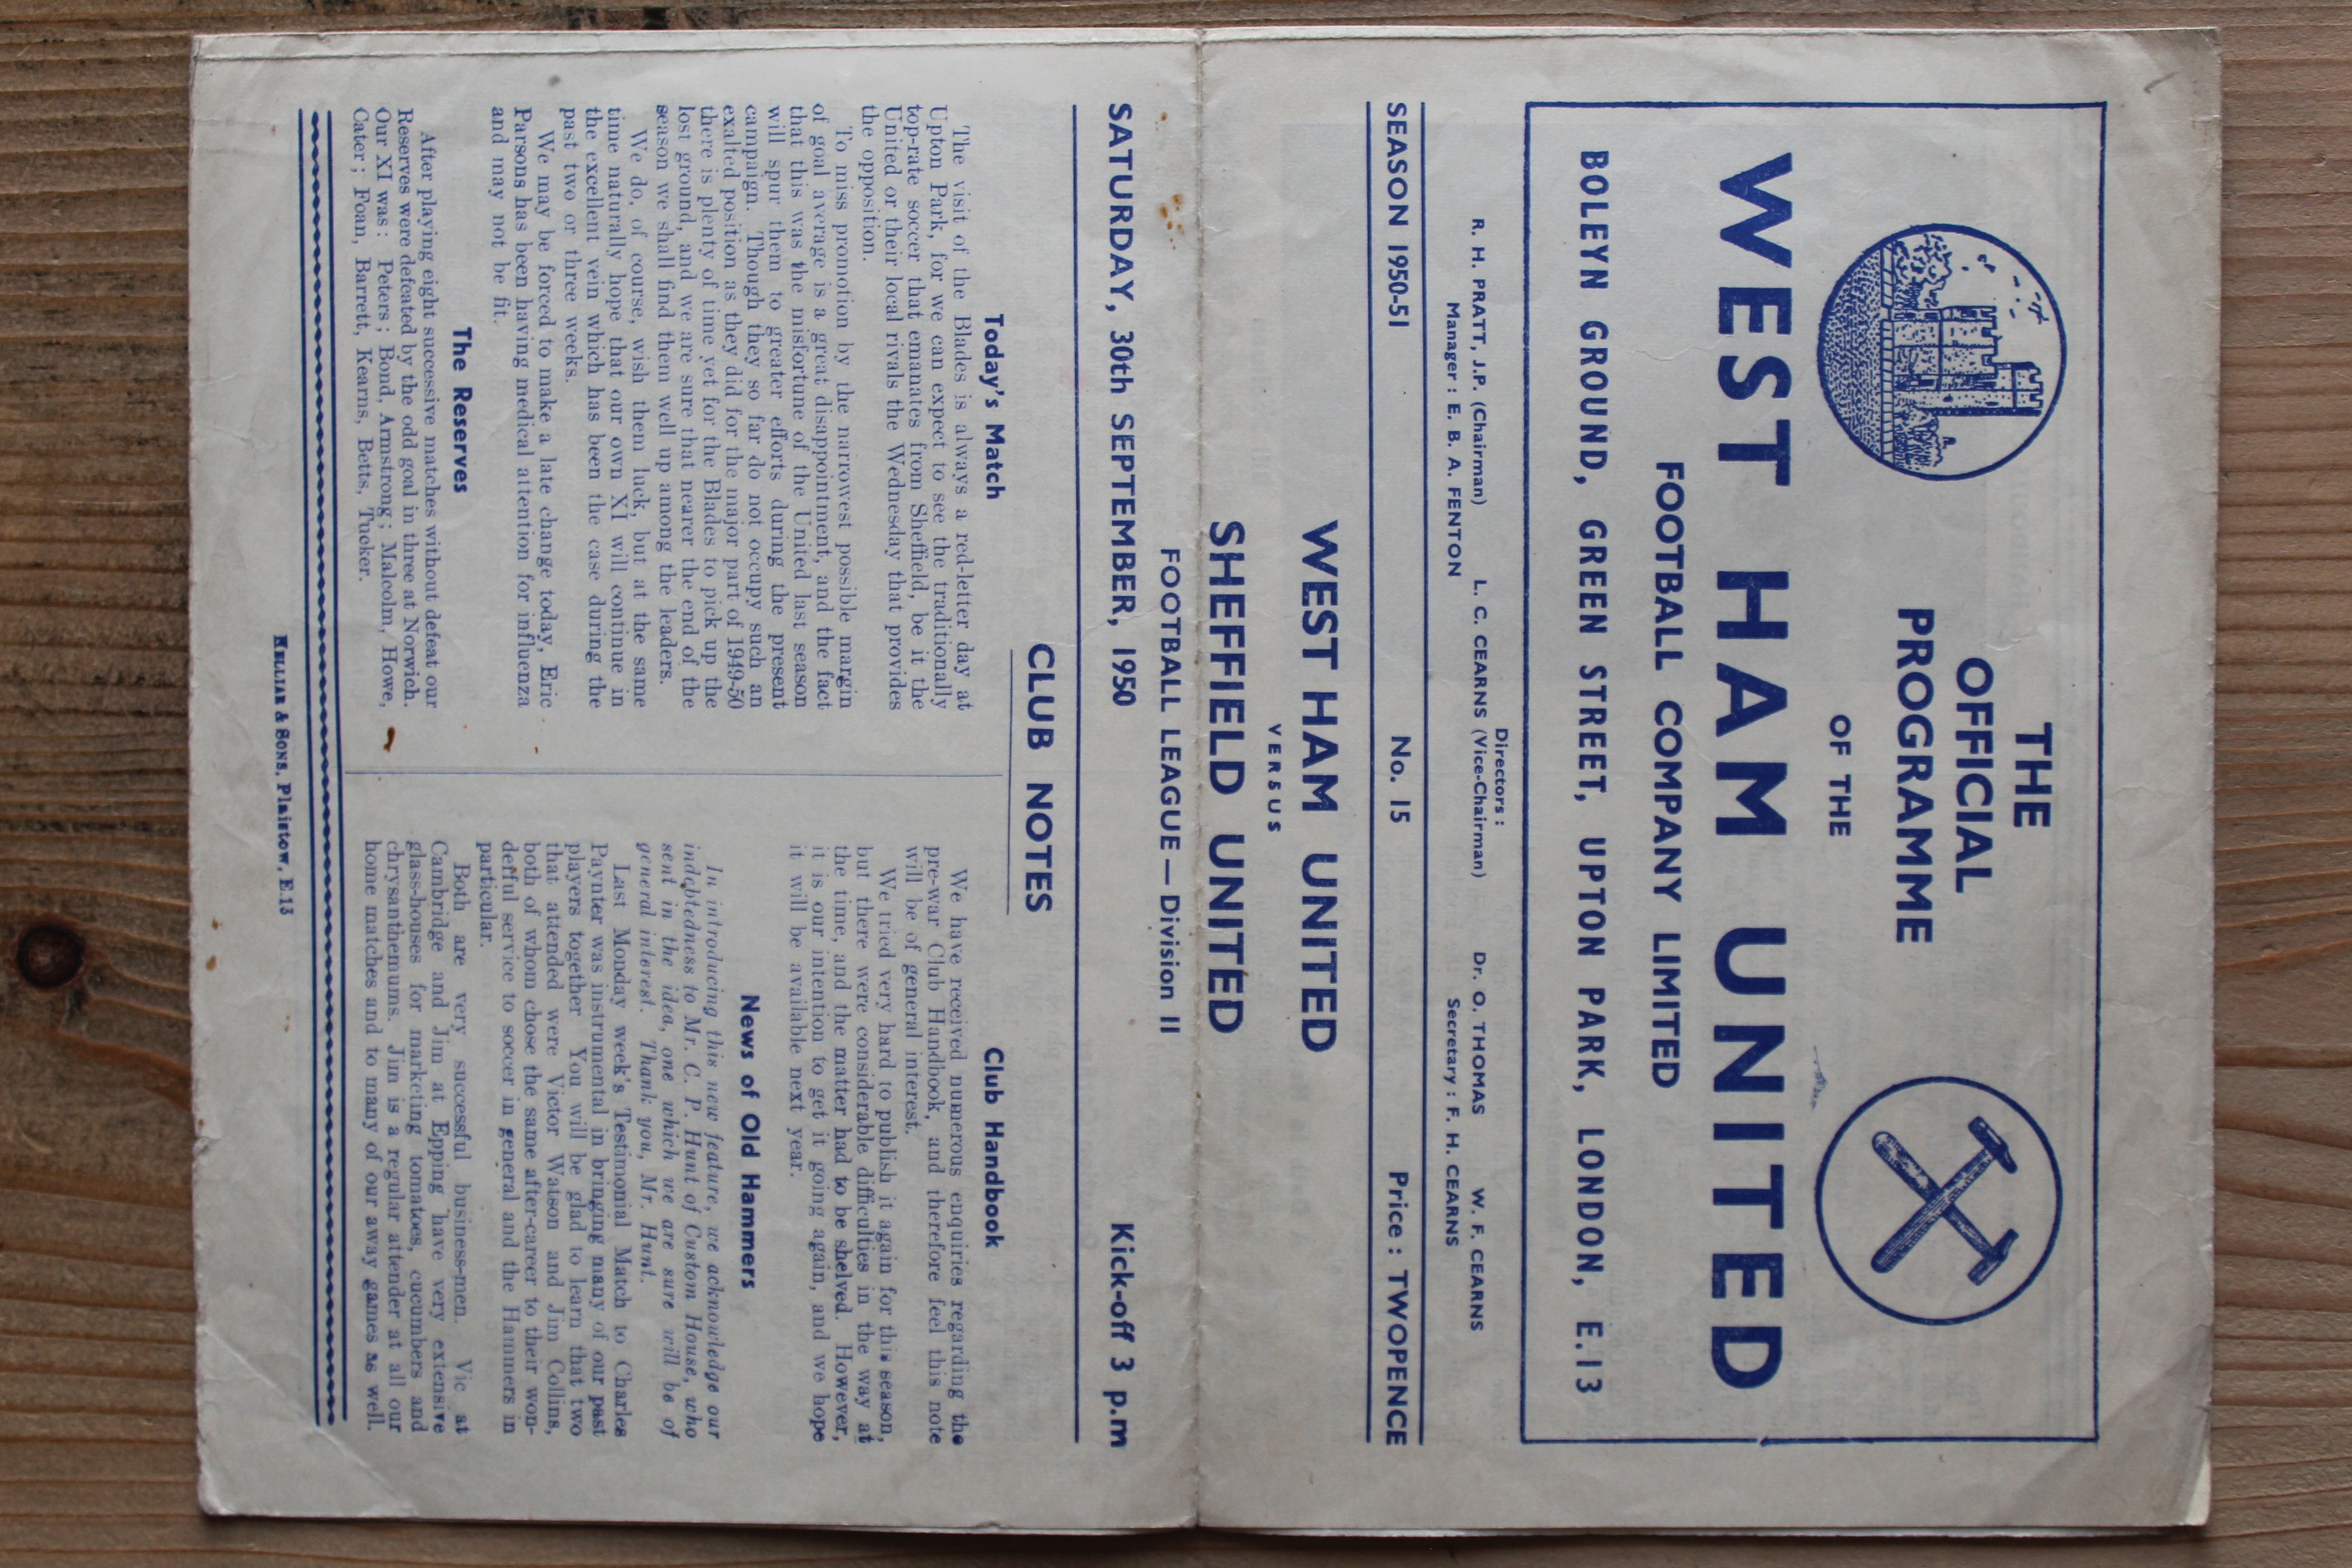 THE
OFFICIAL
PROGRAMME
OF THE
WEST HAM UNITED
FOOTBALL COMPANY LIMITED
BOLEYN GROUND, GREEN STREET, UPTON PARK, LONDON, E.13
Directors :
R. H. PRATT, J.P. (Chairman) L. C. CEARNS (Vice-Chairman) Dr. O. THOMAS W. F. CEARNS
Manager : E. B. A. FENTON Secretary : F. H. CEARNS
SEASON 1950-51 No. 15 Price : TWOPENCE
WEST HAM UNITED
VERSUS
SHEFFIELD UNITED
FOOTBALL LEAGUE — Division II
SATURDAY, 30th SEPTEMBER, 1950 Kick-off 3 p.m
CLUB NOTES
Today's Match
The visit of the Blades is always a red-letter day at
Upton Park, for we can expect to see the traditionally
top-rate soccer that emanates from Sheffield, be it the
United or their local rivals the Wednesday that provides
the opposition.
To miss promotion by the narrowest possible margin
of goal average is a great disappointment, and the fact
that this was the misfortune of the United last season
will spur them to greater efforts during the present
campaign. Though they so far do not occupy such an
exalted position as they did for the major part of 1949-50
there is plenty of time yet for the Blades to pick up the
lost ground, and we are sure that nearer the end of the
season we shall find them well up among the leaders.
We do, of course, wish them luck, but at the same
time naturally hope that our own XI will continue in
the excellent vein which has been the case during the
past two or three weeks.
We may be forced to make a late change today, Eric
Parsons has been having medical attention for influenza
and may not be fit.
The Reserves
After playing eight successive matches without defeat our
Reserves were defeated by the odd goal in three at Norwich.
Our XI was : Peters ; Bond, Armstrong ; Malcolm, Howe,
Cater ; Foan, Barrett, Kearns, Betts, Tucker.
Club Handbook
We have received numerous enquiries regarding the
pre-war Club Handbook, and therefore feel this note
will be of general interest.
We tried very hard to publish it again for this season,
but there were considerable difficulties in the way at
the time, and the matter had to be shelved. However,
it is our intention to get it going again, and we hope
it will be available next year.
News of Old Hammers
In introducing this new feature, we acknowledge our
indebtedness to Mr. C. P. Hunt of Custom House, who
sent in the idea, one which we are sure will be of
general interest. Thank you, Mr. Hunt.
Last Monday week's Testimonial Match to Charles
Paynter was instrumental in bringing many of our past
players together. You will be glad to learn that two
that attended were Victor Watson and Jim Collins,
both of whom chose the same after-career to their won-
derful service to soccer in general and the Hammers in
particular.
Both are very successful business-men. Vic at
Cambridge and Jim at Epping have very extensive
glass-houses for marketing tomatoes, cucumbers and
chrysanthemums. Jim is a regular attender at all our
home matches and to many of our away games as well.
HELLIAR & SONS, Plaistow, E.13